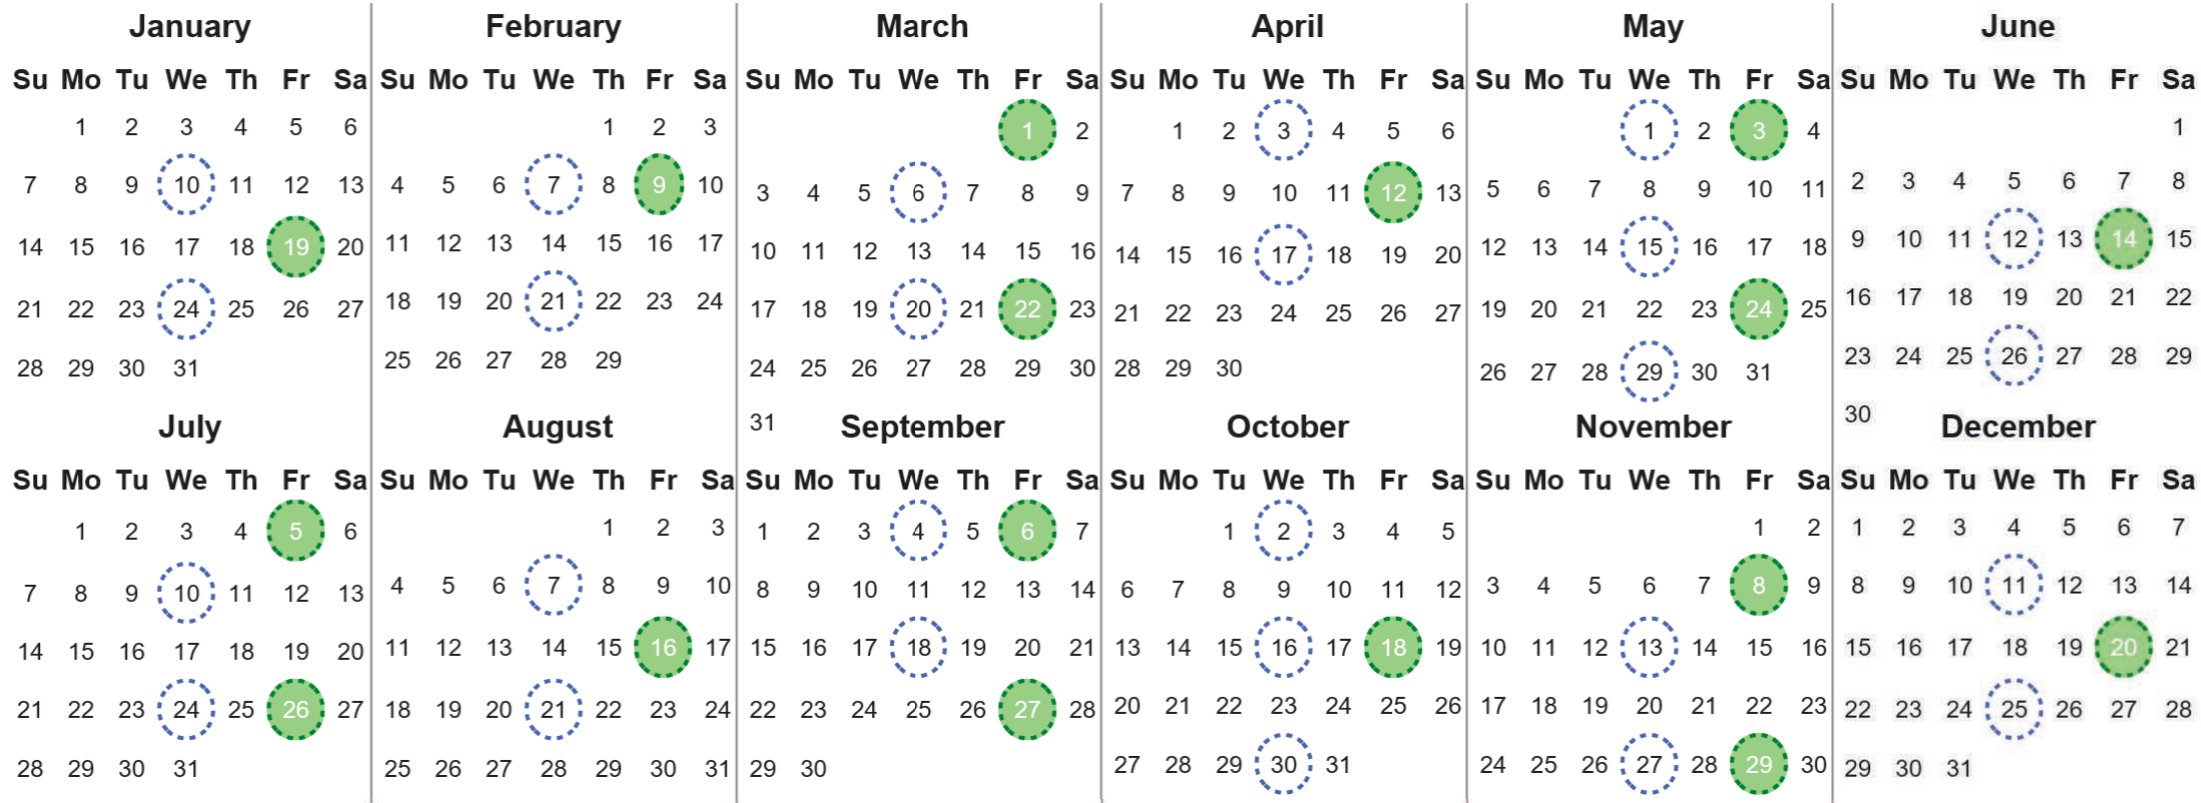 January
Su Mo Tu We Th Fr Sa
1 2 3 4 5 6
7 8 9 10 11 12 13
14 15 16 17 18 19 20
21 22 23 24 25 26 27
28 29 30 31
February
Su Mo Tu We Th Fr Sa
1 2 3
4 5 6 7 8 9 10
11 12 13 14 15 16 17
18 19 20 21 22 23 24
25 26 27 28 29
March
Su Mo Tu We Th Fr Sa
1 2
3 4 5 6 7 8 9
10 11 12 13 14 15 16
17 18 19 20 21 22 23
24 25 26 27 28 29 30
31
April
Su Mo Tu We Th Fr Sa
1 2 3 4 5 6
7 8 9 10 11 12 13
14 15 16 17 18 19 20
21 22 23 24 25 26 27
28 29 30
May
Su Mo Tu We Th Fr Sa
1 2 3 4
5 6 7 8 9 10 11
12 13 14 15 16 17 18
19 20 21 22 23 24 25
26 27 28 29 30 31
June
Su Mo Tu We Th Fr Sa
1
2 3 4 5 6 7 8
9 10 11 12 13 14 15
16 17 18 19 20 21 22
23 24 25 26 27 28 29
30
July
Su Mo Tu We Th Fr Sa
1 2 3 4 5 6
7 8 9 10 11 12 13
14 15 16 17 18 19 20
21 22 23 24 25 26 27
28 29 30 31
August
Su Mo Tu We Th Fr Sa
1 2 3
4 5 6 7 8 9 10
11 12 13 14 15 16 17
18 19 20 21 22 23 24
25 26 27 28 29 30 31
September
Su Mo Tu We Th Fr Sa
1 2 3 4 5 6 7
8 9 10 11 12 13 14
15 16 17 18 19 20 21
22 23 24 25 26 27 28
29 30
October
Su Mo Tu We Th Fr Sa
1 2 3 4 5
6 7 8 9 10 11 12
13 14 15 16 17 18 19
20 21 22 23 24 25 26
27 28 29 30 31
November
Su Mo Tu We Th Fr Sa
1 2
3 4 5 6 7 8 9
10 11 12 13 14 15 16
17 18 19 20 21 22 23
24 25 26 27 28 29 30
December
Su Mo Tu We Th Fr Sa
1 2 3 4 5 6 7
8 9 10 11 12 13 14
15 16 17 18 19 20 21
22 23 24 25 26 27 28
29 30 31